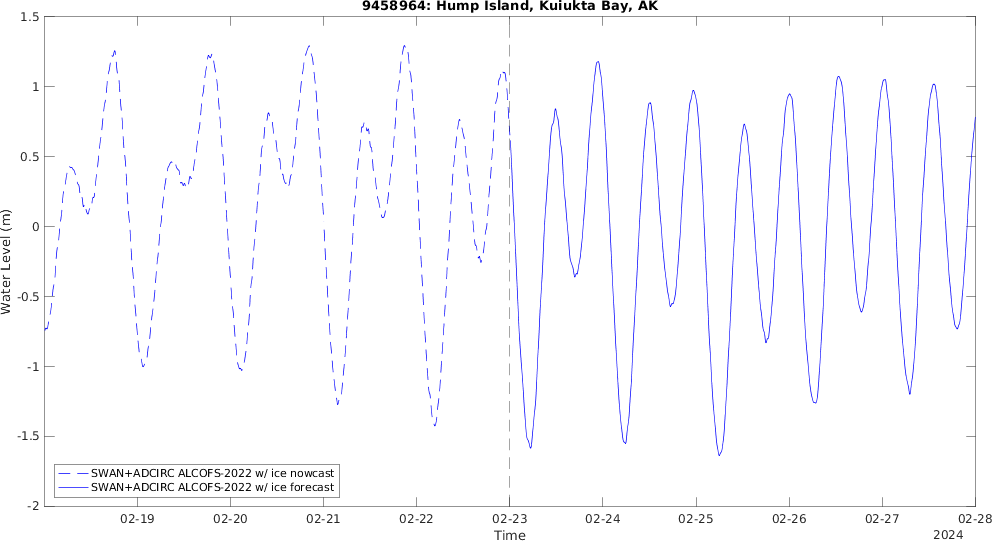 9458964: Hump Island, Kuiukta Bay, AK
1.5
1
0.5
0
-0.5
-1
-1.5
-2
Water Level (m)
SWAN+ADCIRC ALCOFS-2022 w/ ice nowcast
SWAN+ADCIRC ALCOFS-2022 w/ ice forecast
02-19 02-20 02-21 02-22 02-23 02-24 02-25 02-26 02-27 02-28
Time
2024